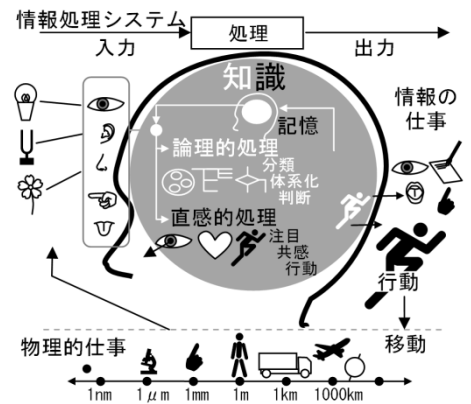 情報処理システム
入力
処理
出力
知識
記憶
論理的処理
分類
体系化
判断
直感的処理
注目
共感
行動
情報の
仕事
行動
移動
物理的仕事
1nm
1μm
1mm
1m
1km
1000km